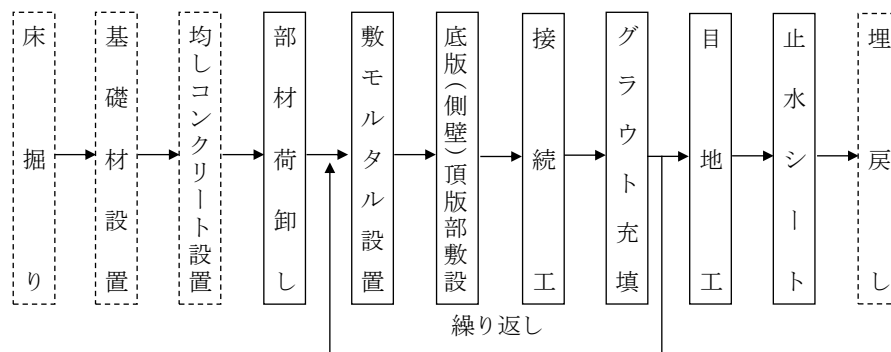 床掘り
基礎材設置
均しコンクリート設置
部材荷卸し
敷モルタル設置
底版(側壁)頂版部敷設
接続工
グラウト充填
目地工
止水シート
埋戻し
繰り返し